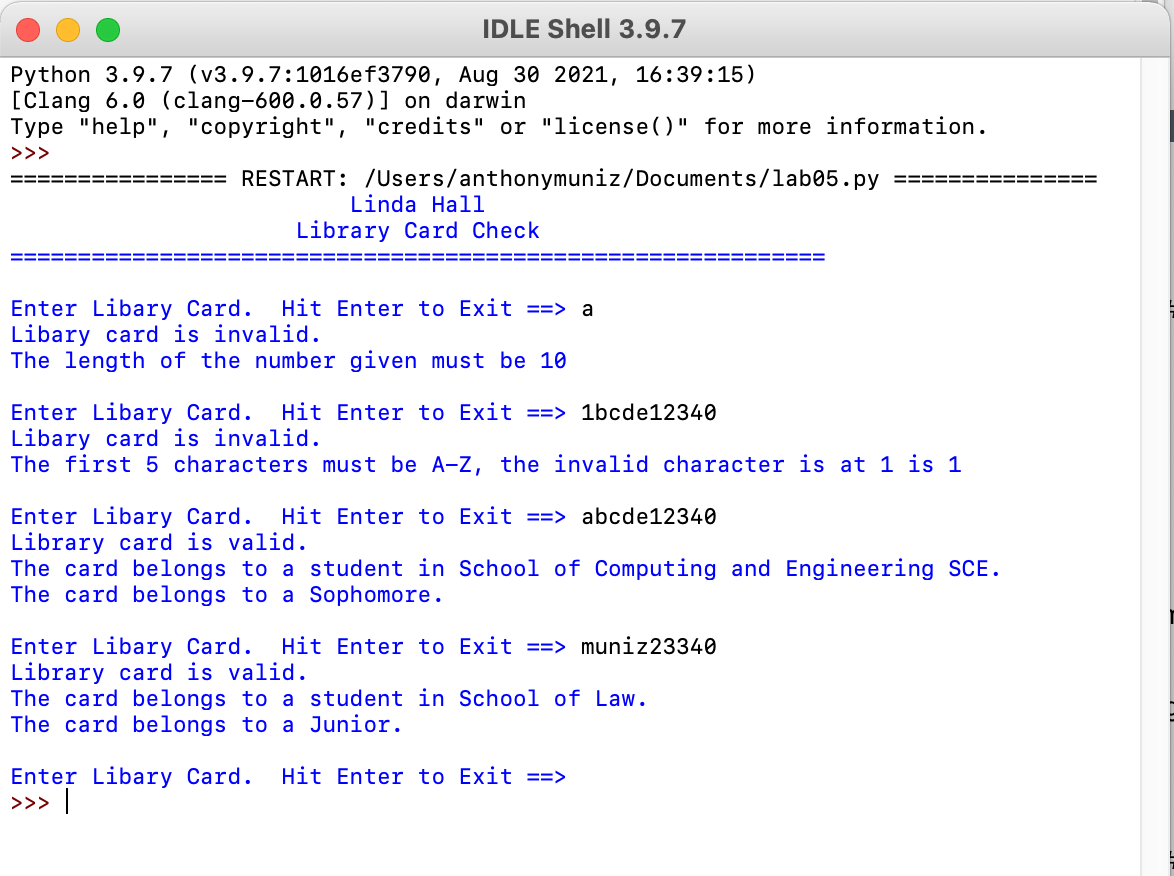 IDLE Shell 3.9.7
Python 3.9.7 (v3.9.7:1016ef3790, Aug 30 2021, 16:39:15)
[Clang 6.0 (clang-600.0.57)] on darwin
Type "help", "copyright", "credits" or "license()" for more information.
>>>
================ RESTART: /Users/anthonymuniz/Documents/lab05.py ===============
Linda Hall
Library Card Check
============================================================
Enter Libary Card.  Hit Enter to Exit ==> a
Libary card is invalid.
The length of the number given must be 10
Enter Libary Card.  Hit Enter to Exit ==> 1bcde12340
Libary card is invalid.
The first 5 characters must be A-Z, the invalid character is at 1 is 1
Enter Libary Card.  Hit Enter to Exit ==> abcde12340
Library card is valid.
The card belongs to a student in School of Computing and Engineering SCE.
The card belongs to a Sophomore.
Enter Libary Card.  Hit Enter to Exit ==> muniz23340
Library card is valid.
The card belongs to a student in School of Law.
The card belongs to a Junior.
Enter Libary Card.  Hit Enter to Exit ==>
>>>